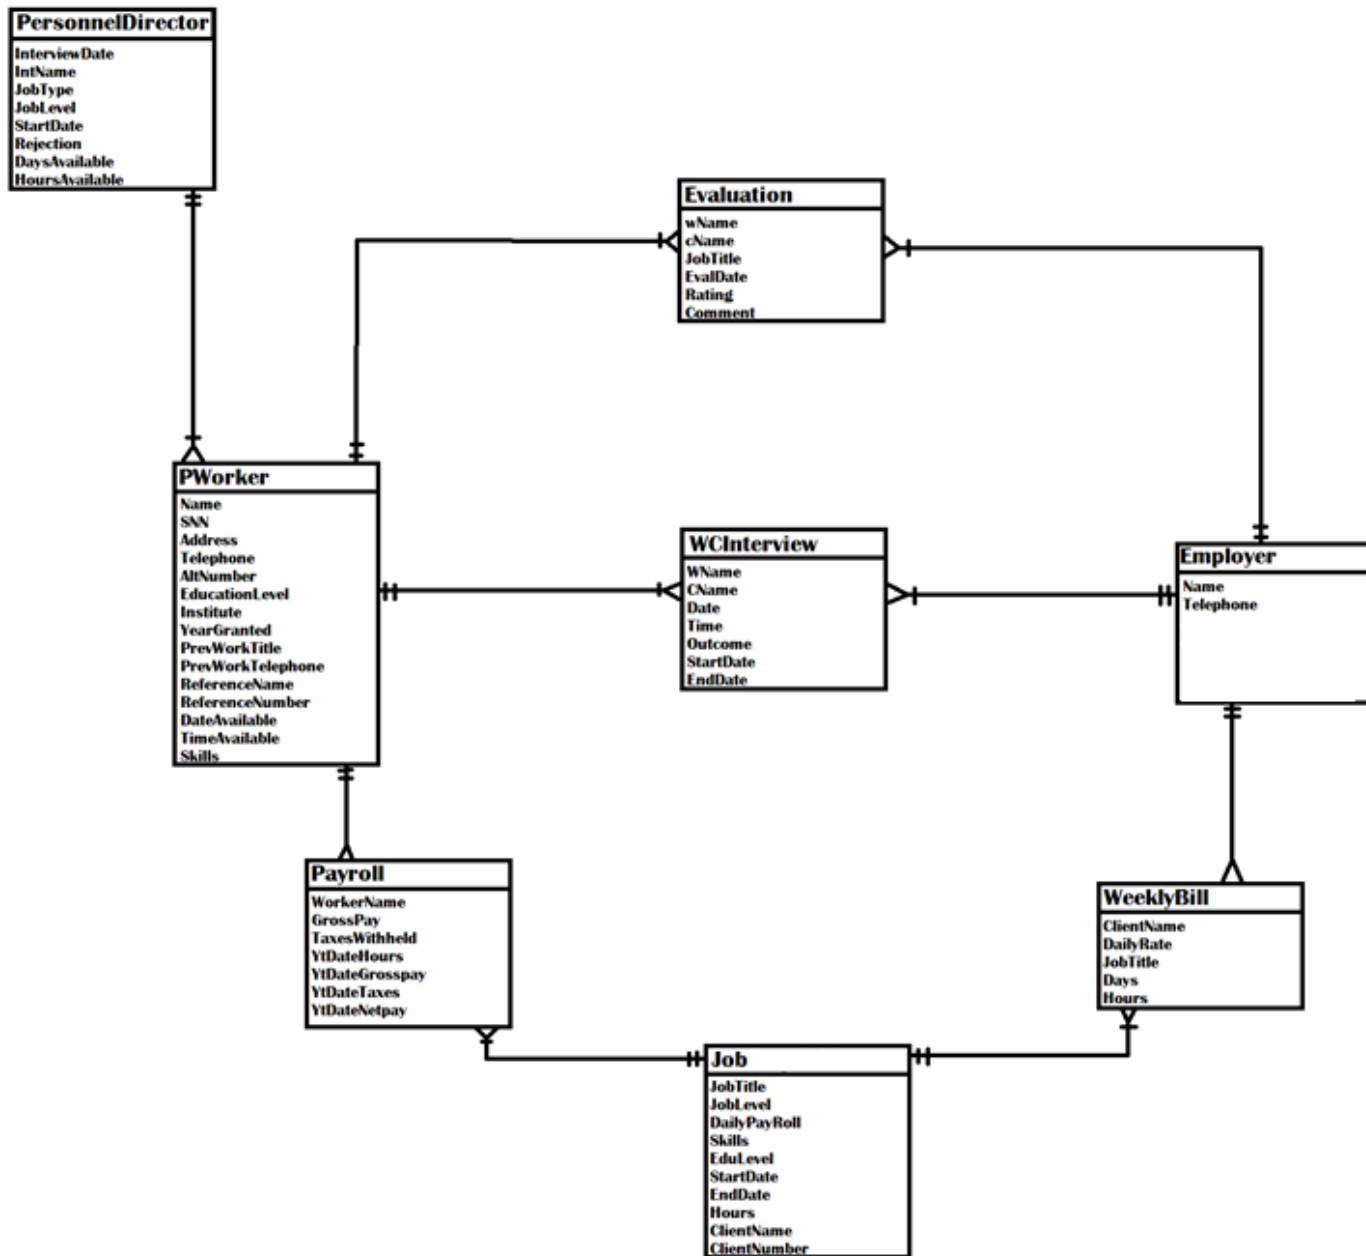 PersonnelDirector
InterviewDate
IntName
JobType
JobLevel
StartDate
Rejection
DaysAvailable
HoursAvailable
Evaluation
wName
cName
JobTitle
EvalDate
Rating
Comment
PWorker
Name
SNN
Address
Telephone
AltNumber
EducationLevel
Institute
YearGranted
PrevWorkTitle
PrevWorkTelephone
ReferenceName
ReferenceNumber
DateAvailable
TimeAvailable
Skills
WCInterview
WName
CName
Date
Time
Outcome
StartDate
EndDate
Employer
Name
Telephone
Payroll
WorkerName
GrossPay
TaxesWithheld
YtDateHours
YtDateGrosspay
YtDateTaxes
YtDateNetpay
WeeklyBill
ClientName
DailyRate
JobTitle
Days
Hours
Job
JobTitle
JobLevel
DailyPayRoll
Skills
EduLevel
StartDate
EndDate
Hours
ClientName
ClientNumber